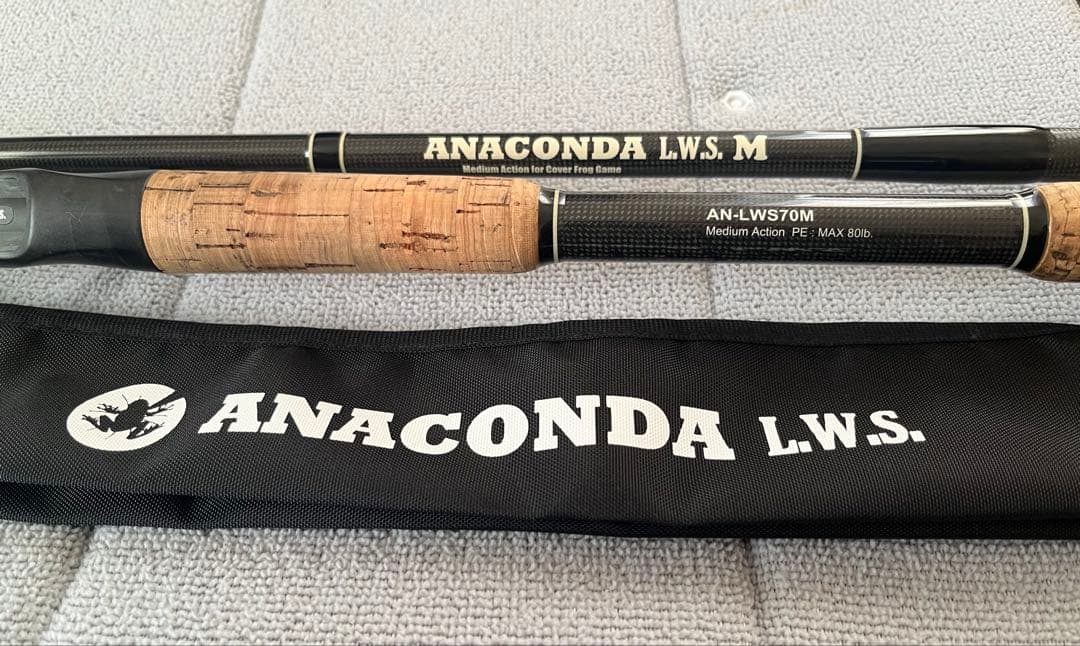 ANACONDA L.W.S. M
Medium Action for Cover Frog Game
AN-LWS70M
Medium Action PE : MAX 80lb.
ANACONDA L.W.S.